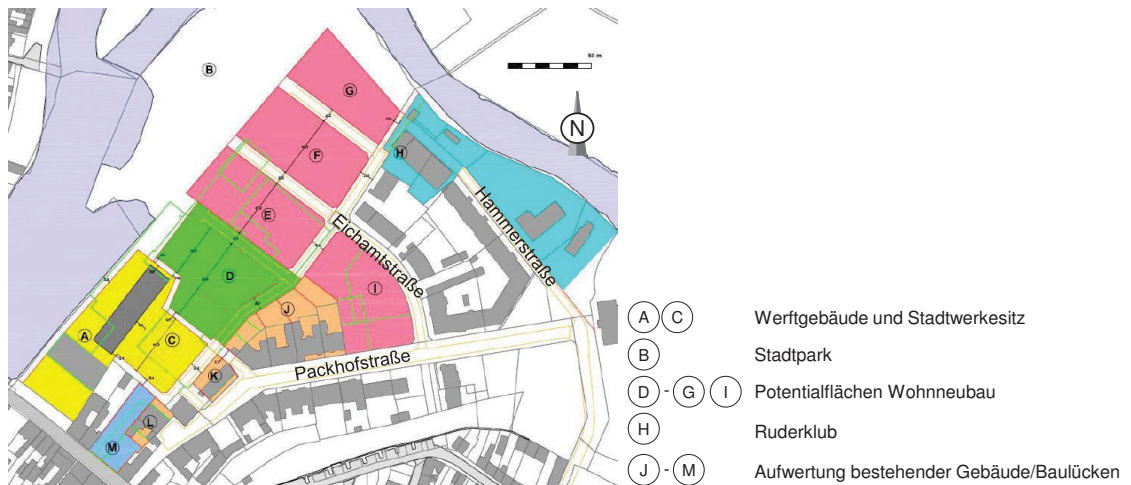 B
50 m
G
N
F
H
E
Hammerstraße
Eichamtstraße
D
I
J
A
C
K
Packhofstraße
L
M
A C Werftgebäude und Stadtwerkesitz
B Stadtpark
D - G I Potentialflächen Wohnneubau
H Ruderklub
J - M Aufwertung bestehender Gebäude/Baulücken